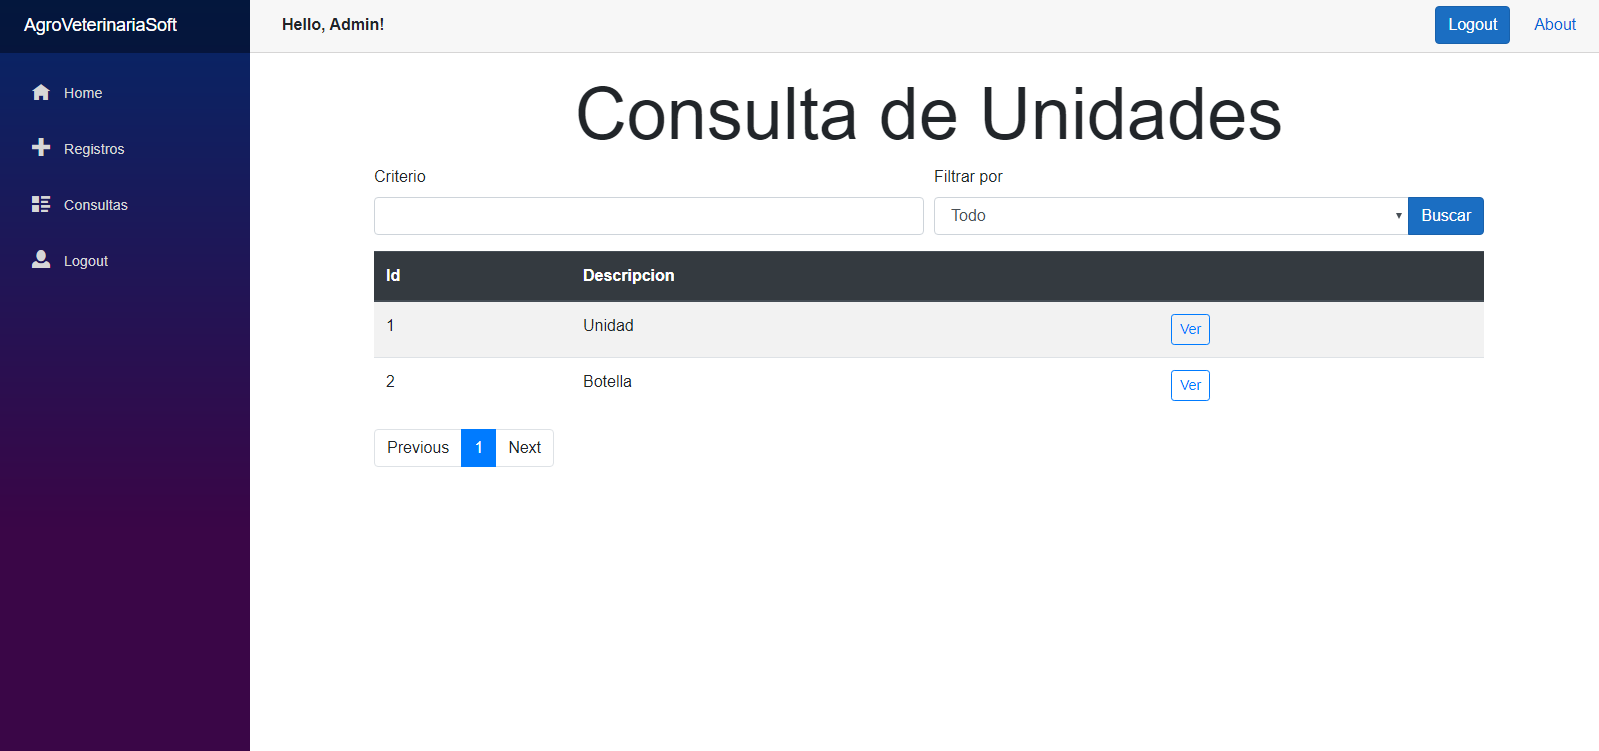 AgroVeterinariaSoft
Hello, Admin!
Logout
About
Home
Registros
Consultas
Logout
Consulta de Unidades
Criterio
Filtrar por
Todo
Buscar
Id Descripcion
1 Unidad Ver
2 Botella Ver
Previous 1 Next